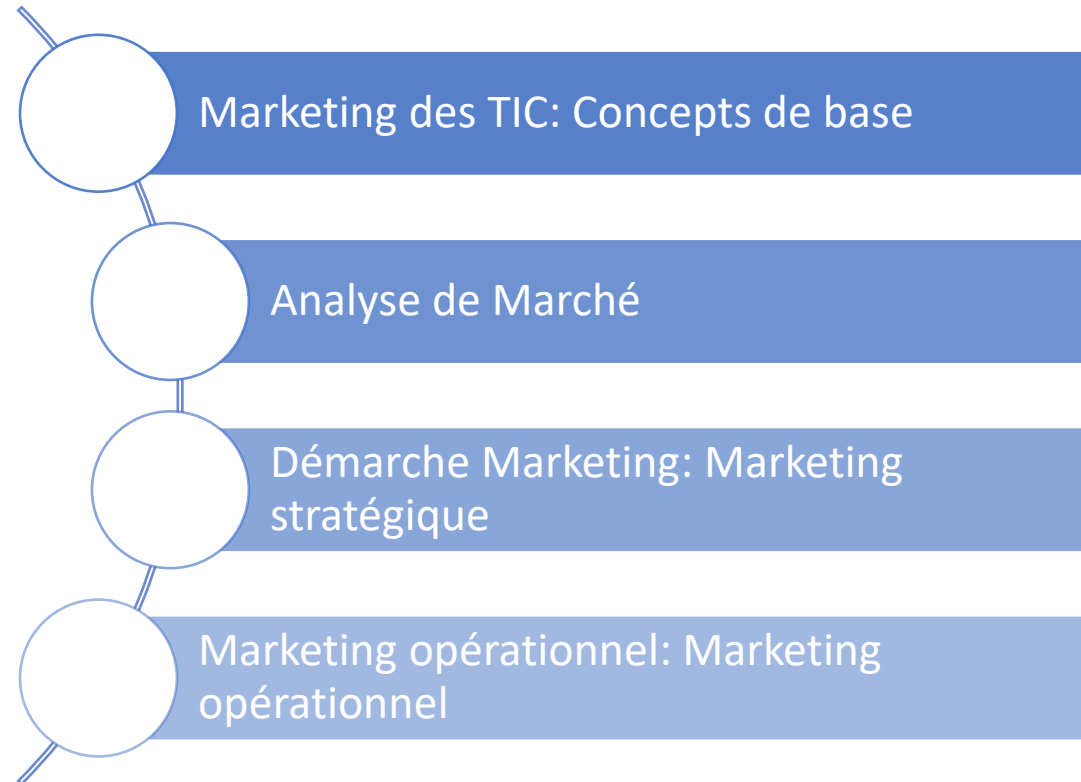 Marketing des TIC: Concepts de base
Analyse de Marché
Démarche Marketing: Marketing
stratégique
Marketing opérationnel: Marketing
opérationnel